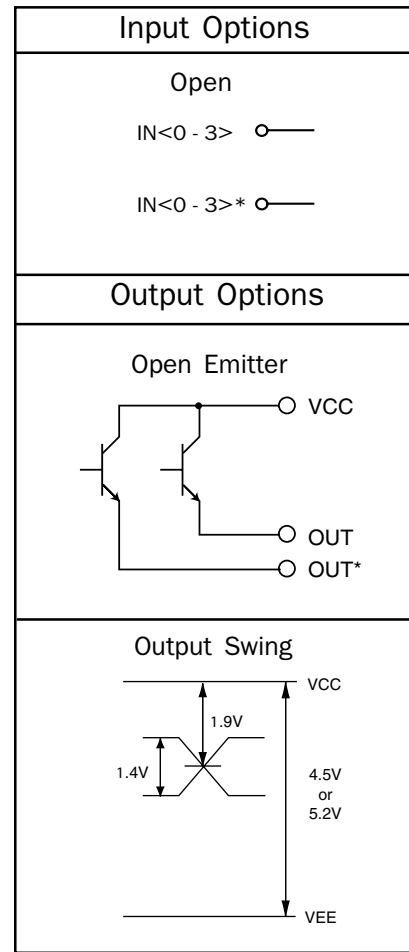 Input Options
Open
IN<0 - 3>
IN<0 - 3>*
Output Options
Open Emitter
VCC
OUT
OUT*
Output Swing
VCC
1.9V
1.4V
4.5V
or
5.2V
VEE